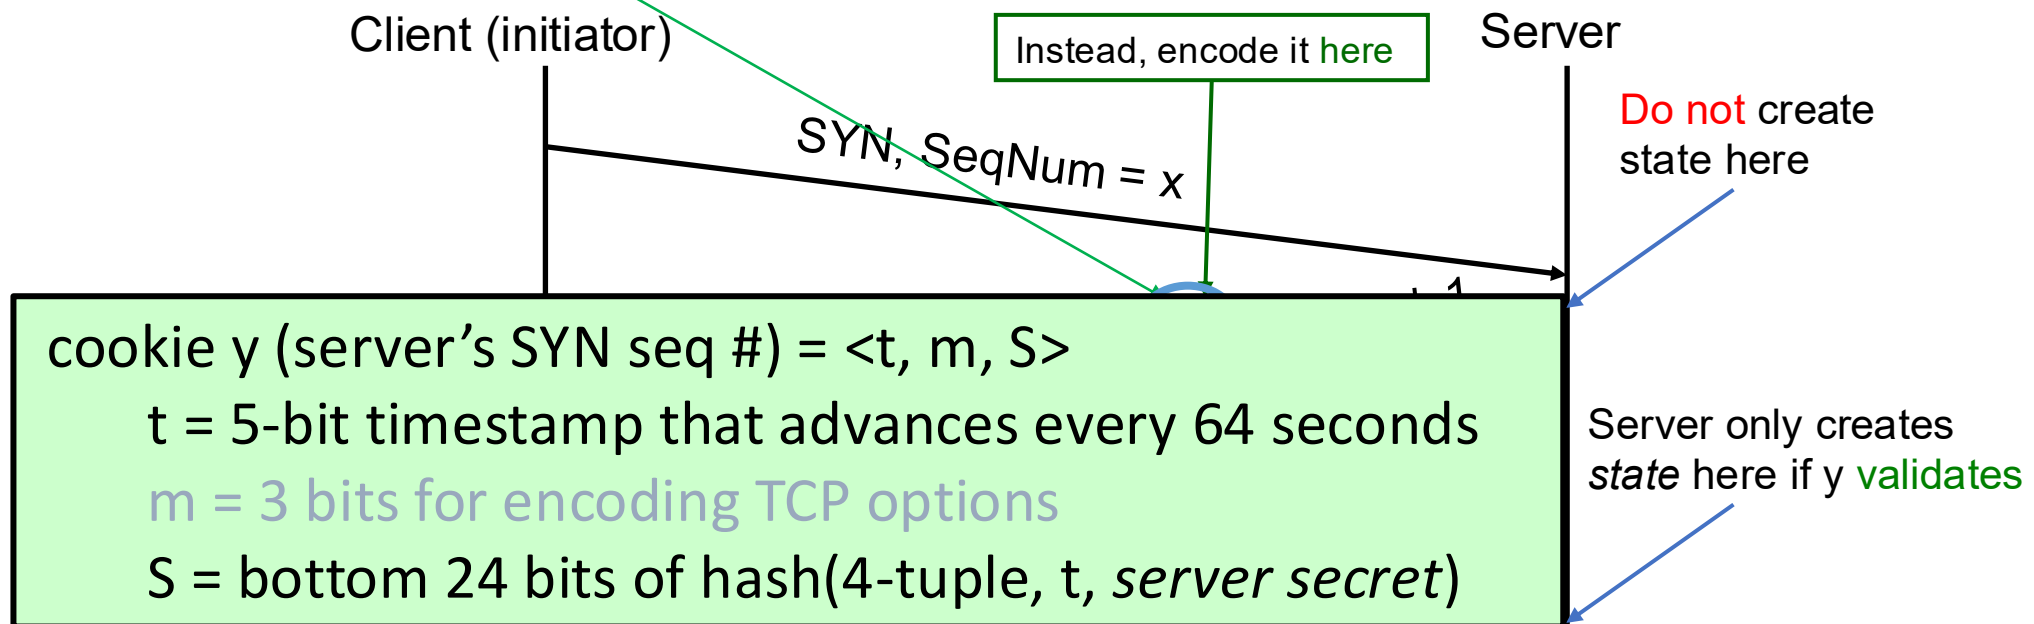 Client (initiator)
Instead, encode it here
Server
Do not create
state here
SYN, SeqNum = x
cookie y (server’s SYN seq #) = <t, m, S>
t = 5-bit timestamp that advances every 64 seconds
m = 3 bits for encoding TCP options
S = bottom 24 bits of hash(4-tuple, t, server secret)
Server only creates
state here if y validates